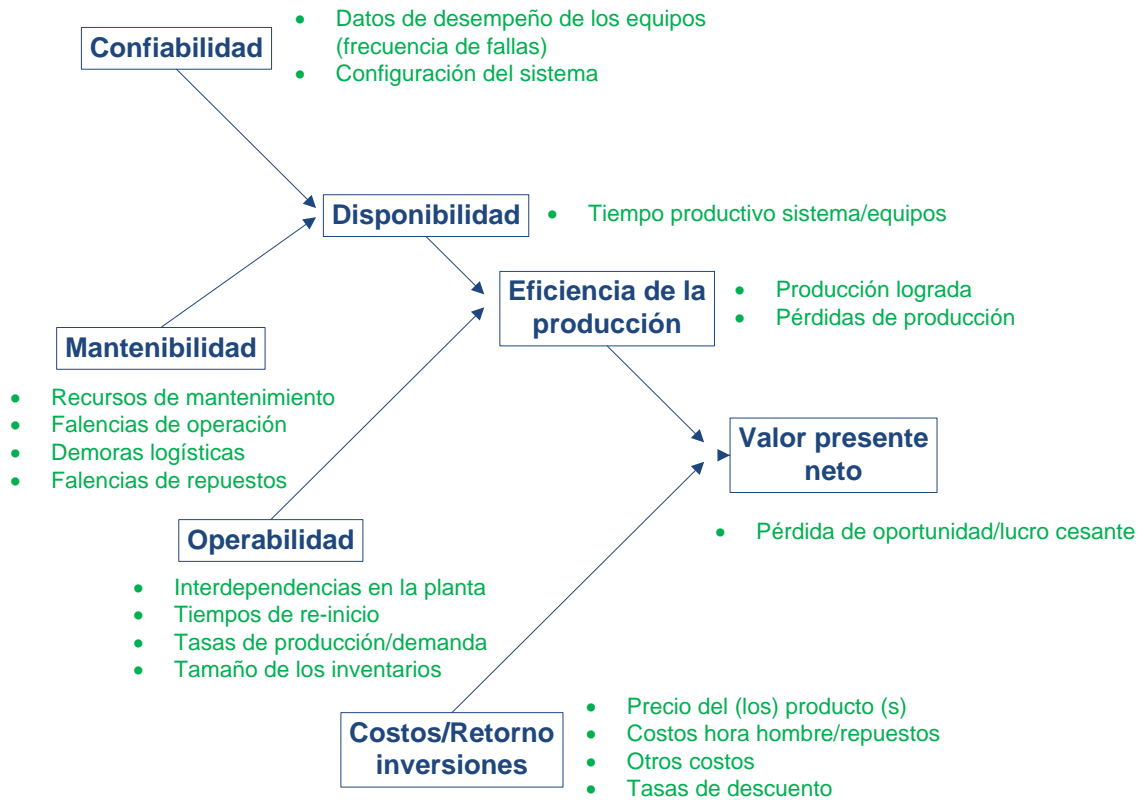 Confiabilidad
• Datos de desempeño de los equipos
(frecuencia de fallas)
• Configuración del sistema
Disponibilidad
• Tiempo productivo sistema/equipos
Eficiencia de la
producción
• Producción lograda
• Pérdidas de producción
Mantenibilidad
• Recursos de mantenimiento
• Falencias de operación
• Demoras logísticas
• Falencias de repuestos
Valor presente
neto
• Pérdida de oportunidad/lucro cesante
Operabilidad
• Interdependencias en la planta
• Tiempos de re-inicio
• Tasas de producción/demanda
• Tamaño de los inventarios
Costos/Retorno
inversiones
• Precio del (los) producto (s)
• Costos hora hombre/repuestos
• Otros costos
• Tasas de descuento